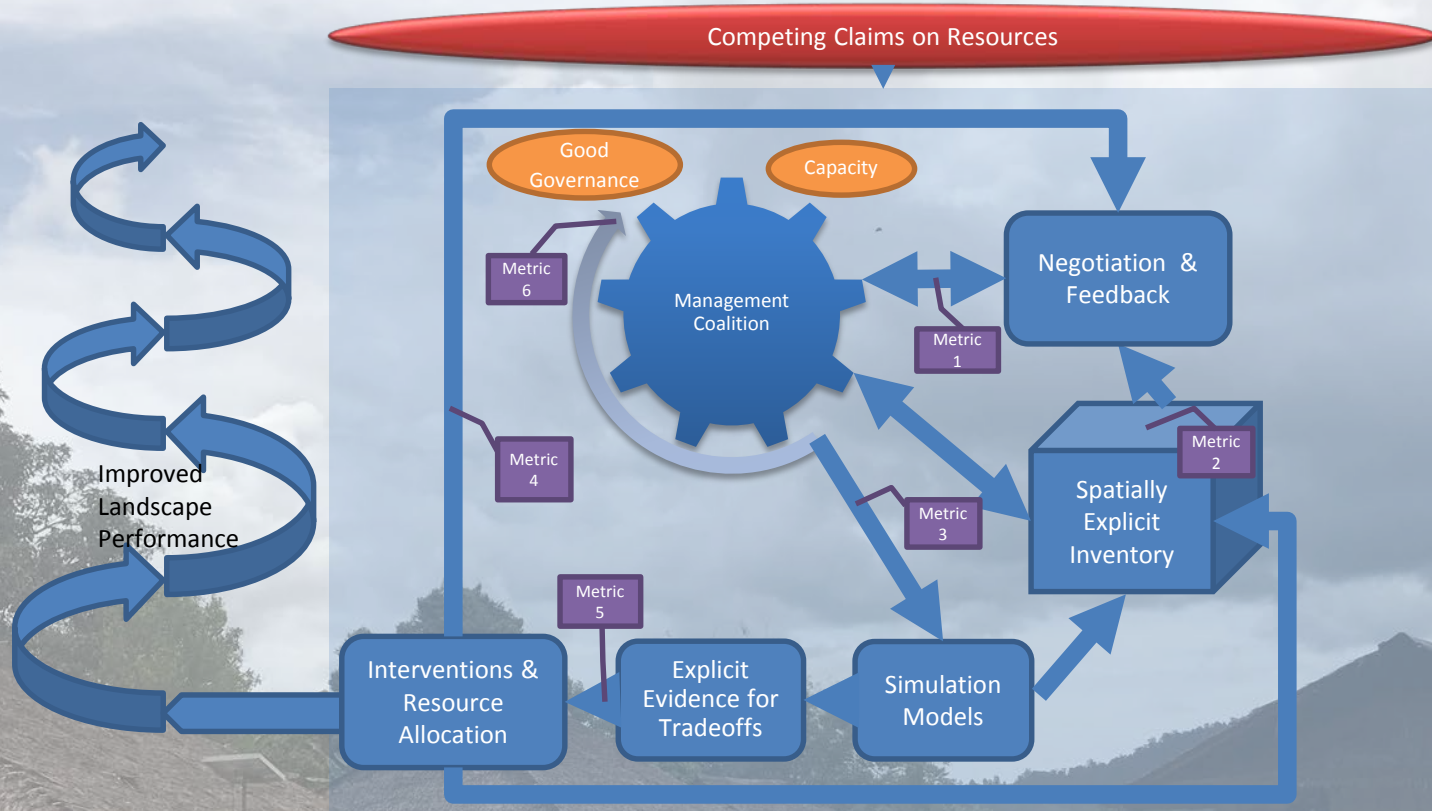 Competing Claims on Resources
Good
Governance
Capacity
Metric
6
Management
Coalition
Negotiation &
Feedback
Metric
1
Metric
4
Metric
2
Spatially
Explicit
Inventory
Metric
3
Improved
Landscape
Performance
Metric
5
Interventions &
Resource
Allocation
Explicit
Evidence for
Tradeoffs
Simulation
Models